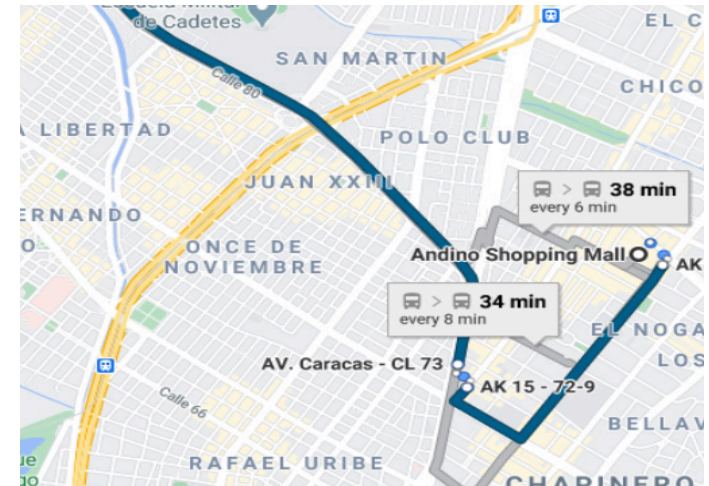 de Cadetes
EL C
SAN MARTIN
Calle 80
CHICO
LIBERTAD
POLO CLUB
JUAN XXIII
38 min
every 6 min
ERNANDO
ONCE DE
NOVIEMBRE
Andino Shopping Mall
AK
34 min
every 8 min
EL NOGA
LOS
AV. Caracas - CL 73
AK 15 - 72-9
Calle 66
BELLAV
RAFAEL URIBE
CHAPINERO